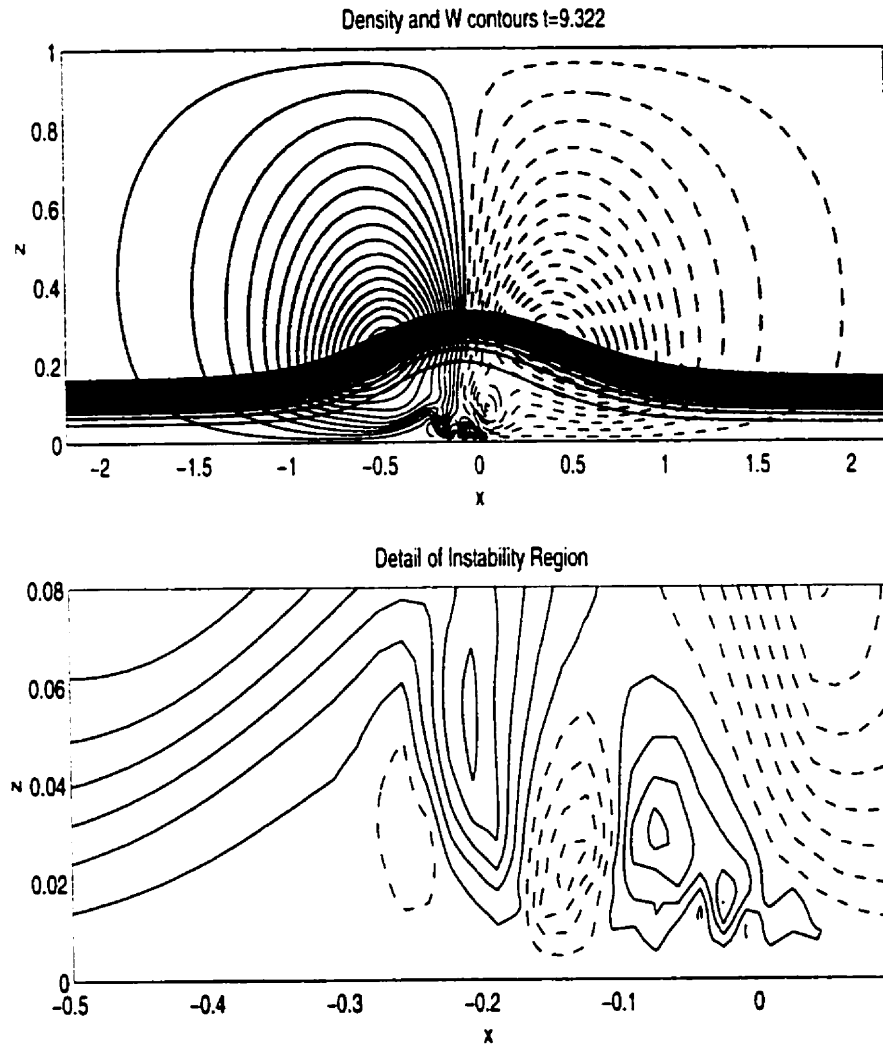 Density and W contours t=9.322
1
0.8
0.6
z
0.4
0.2
0
-2 -1.5 -1 -0.5 0 0.5 1 1.5 2
x
Detail of Instability Region
0.08
0.06
z
0.04
0.02
0
-0.5 -0.4 -0.3 -0.2 -0.1 0
x